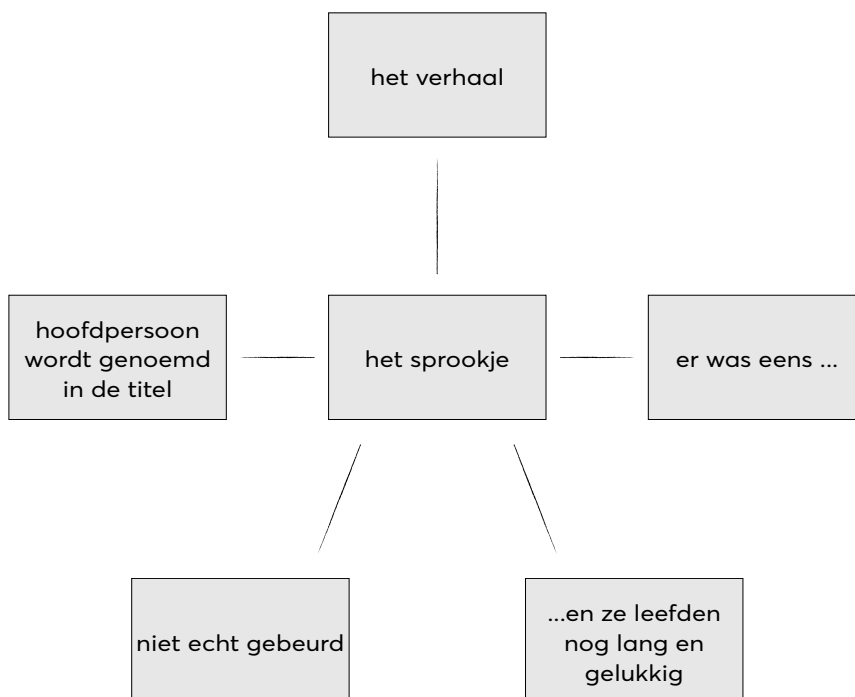 het verhaal
hoofdpersoon
wordt genoemd
in de titel
het sprookje
er was eens ...
niet echt gebeurd
...en ze leefden
nog lang en
gelukkig